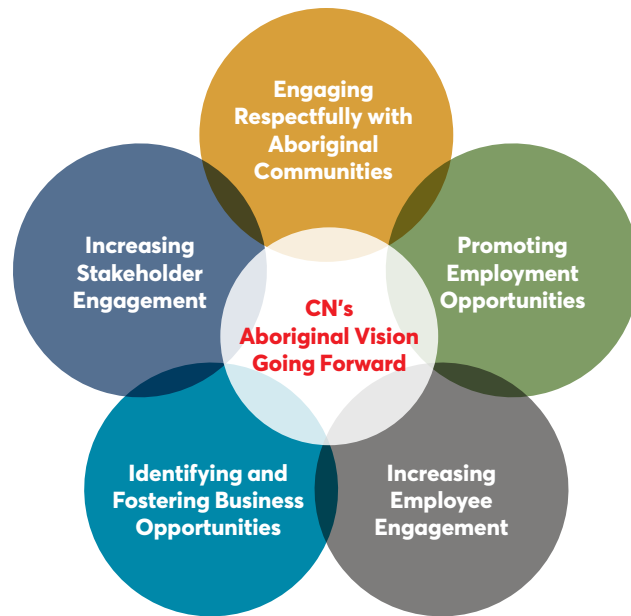 Engaging
Respectfully with
Aboriginal
Communities
Increasing
Stakeholder
Engagement
Promoting
Employment
Opportunities
CN's
Aboriginal Vision
Going Forward
Identifying and
Fostering Business
Opportunities
Increasing
Employee
Engagement